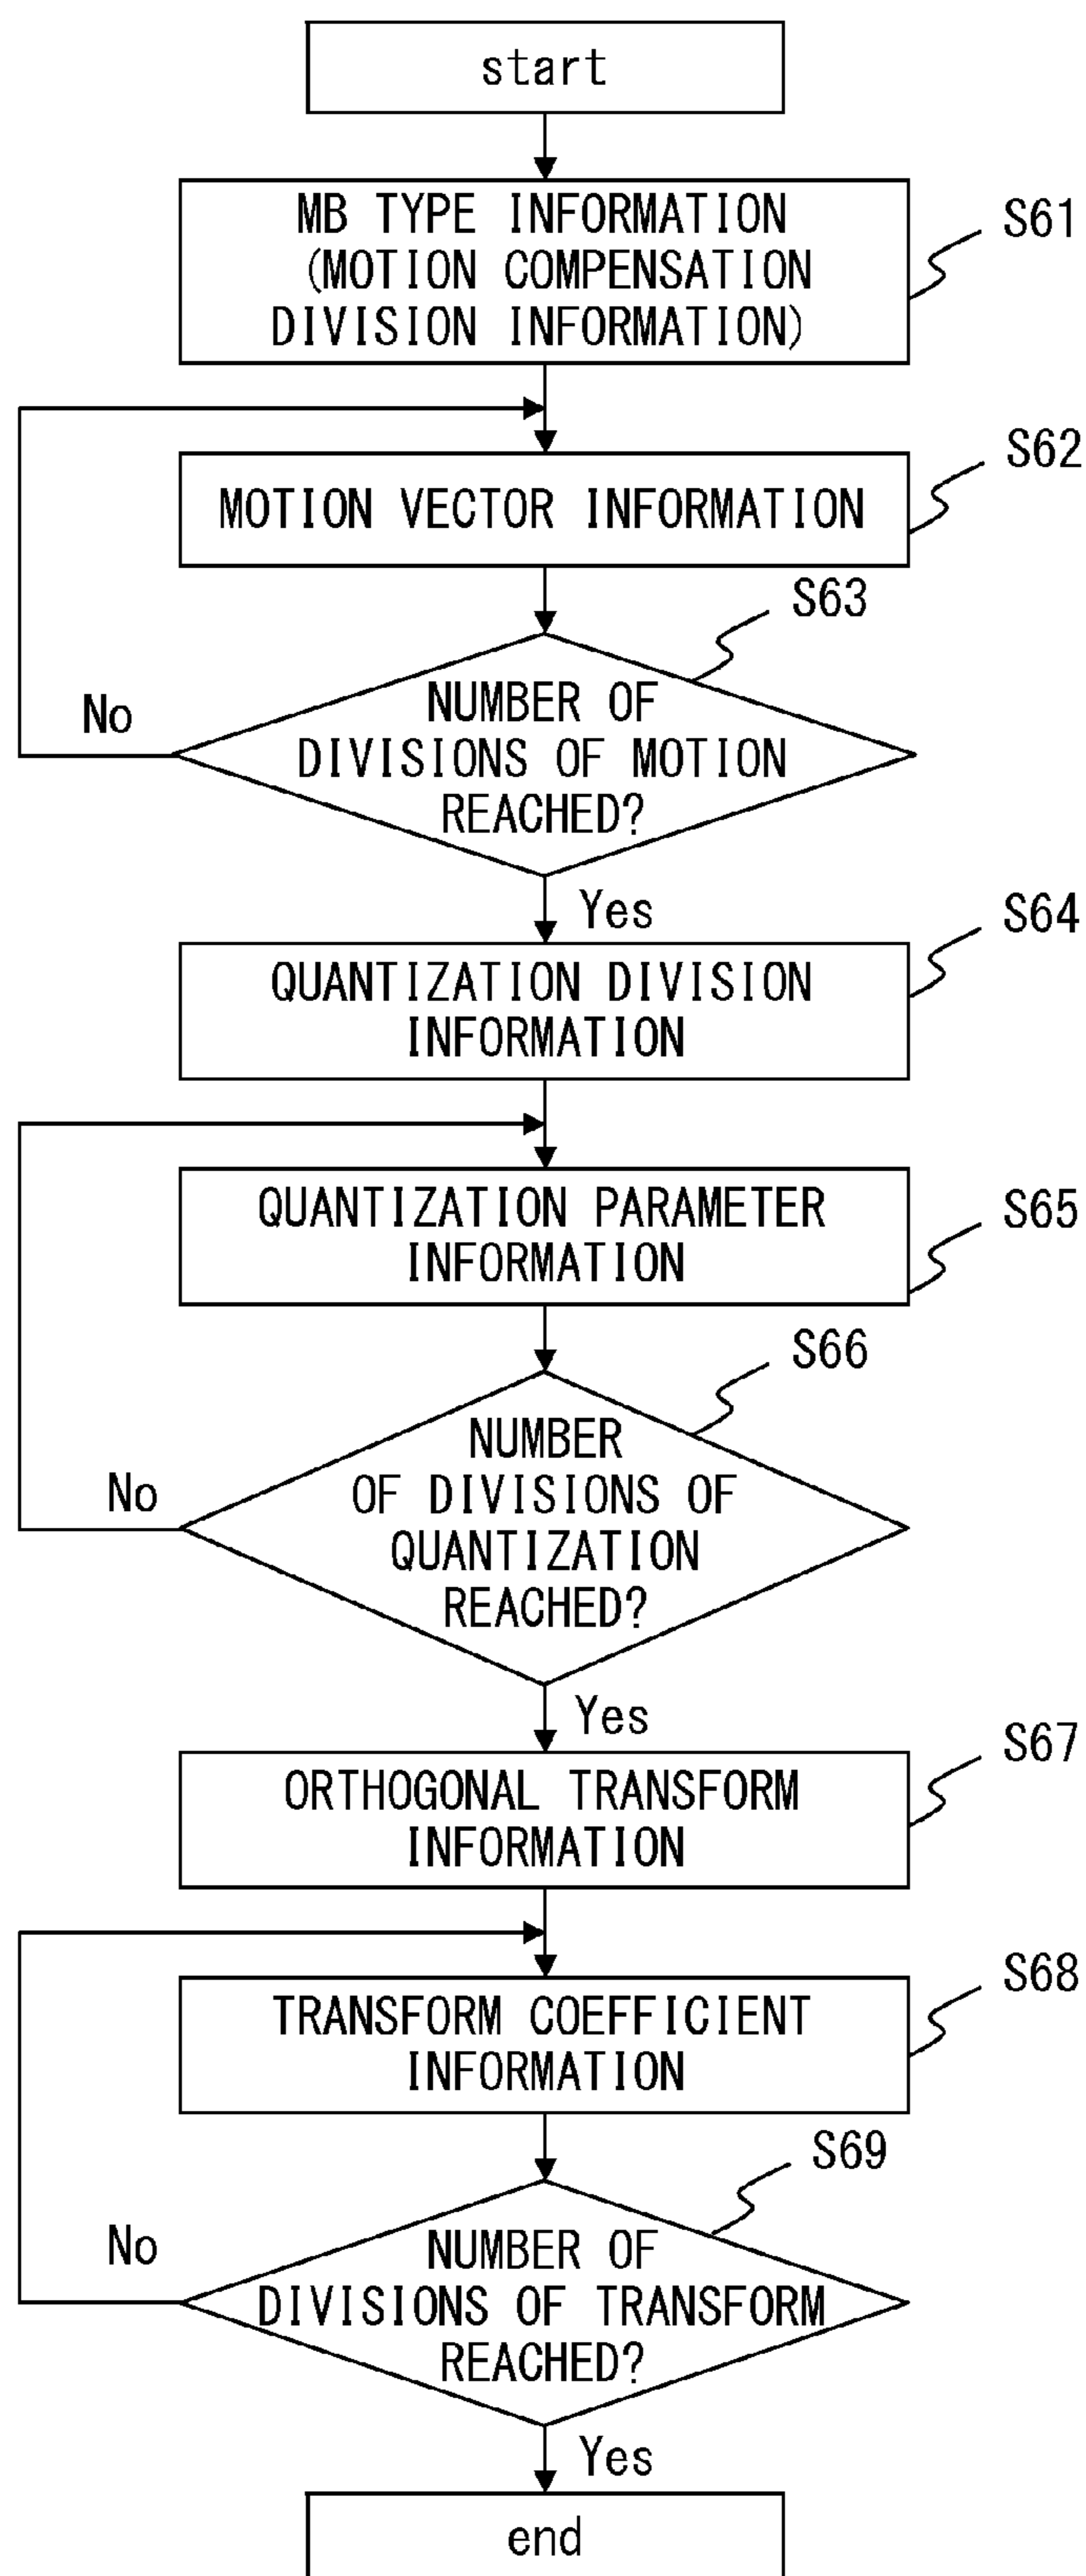 start
MB TYPE INFORMATION
(MOTION COMPENSATION
DIVISION INFORMATION)
S61
MOTION VECTOR INFORMATION
S62
S63
NUMBER OF
DIVISIONS OF MOTION
REACHED?
No
Yes
QUANTIZATION DIVISION
INFORMATION
S64
QUANTIZATION PARAMETER
INFORMATION
S65
S66
NUMBER
OF DIVISIONS OF
QUANTIZATION
REACHED?
No
Yes
ORTHOGONAL TRANSFORM
INFORMATION
S67
TRANSFORM COEFFICIENT
INFORMATION
S68
S69
NUMBER OF
DIVISIONS OF TRANSFORM
REACHED?
No
Yes
end